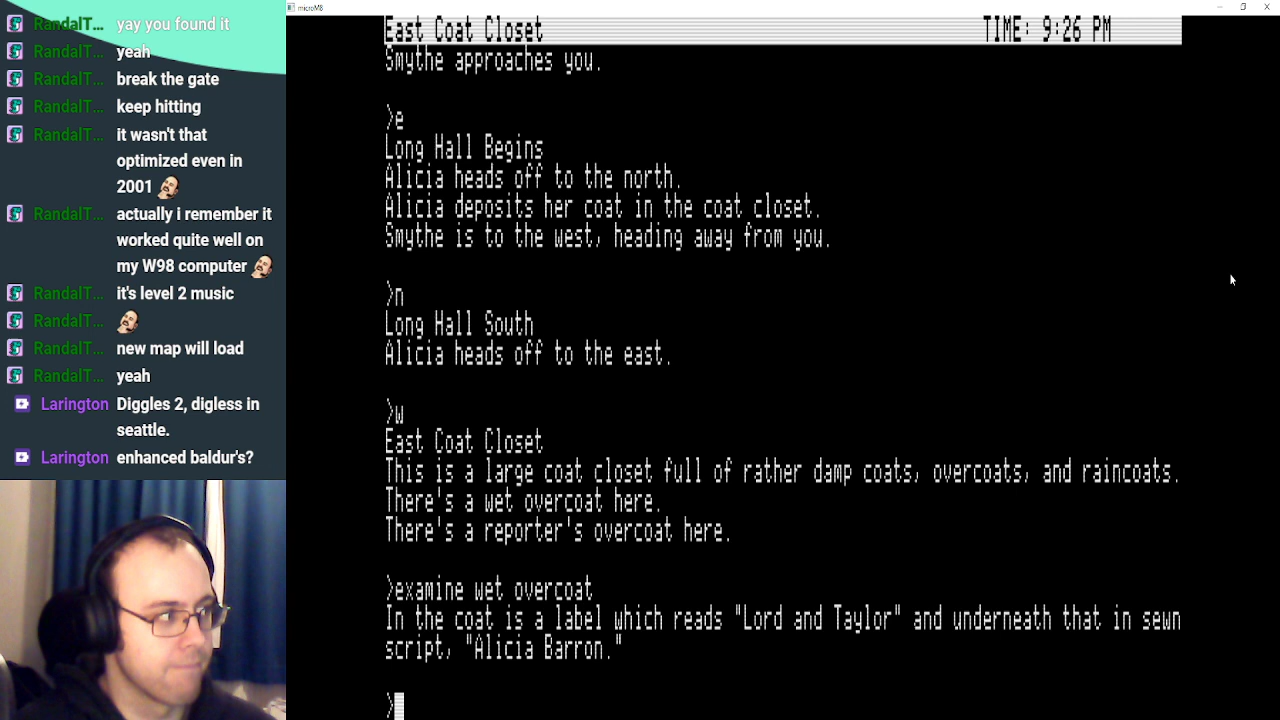 RandalT... yay you found it
RandalT... yeah
RandalT... break the gate
RandalT... keep hitting
RandalT... it wasn't that
optimized even in
2001
RandalT... actually i remember it
worked quite well on
my W98 computer
RandalT... it's level 2 music
RandalT...
RandalT... new map will load
RandalT... yeah
Larington Diggles 2, digless in
seattle.
Larington enhanced baldur's?
microM8
East Coat Closet TIME: 9:26 PM
Smythe approaches you.
>e
Long Hall Begins
Alicia heads off to the north.
Alicia deposits her coat in the coat closet.
Smythe is to the west, heading away from you.
>n
Long Hall South
Alicia heads off to the east.
>w
East Coat Closet
This is a large coat closet full of rather damp coats, overcoats, and raincoats.
There's a wet overcoat here.
There's a reporter's overcoat here.
>examine wet overcoat
In the coat is a label which reads "Lord and Taylor" and underneath that in sewn
script, "Alicia Barron."
>